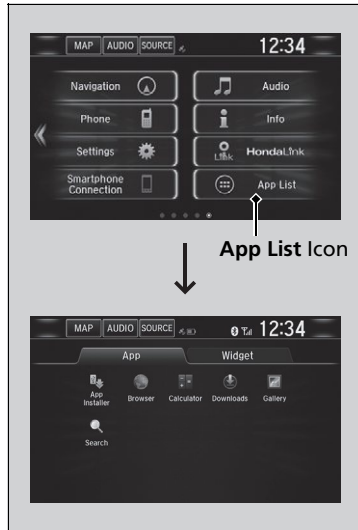 MAP AUDIO SOURCE 12:34
Navigation Audio
Phone Info
Settings Link HondaLink
Smartphone
Connection App List
App List Icon
MAP AUDIO SOURCE 12:34
App Widget
App
Installer Browser Calculator Downloads Gallery
Search